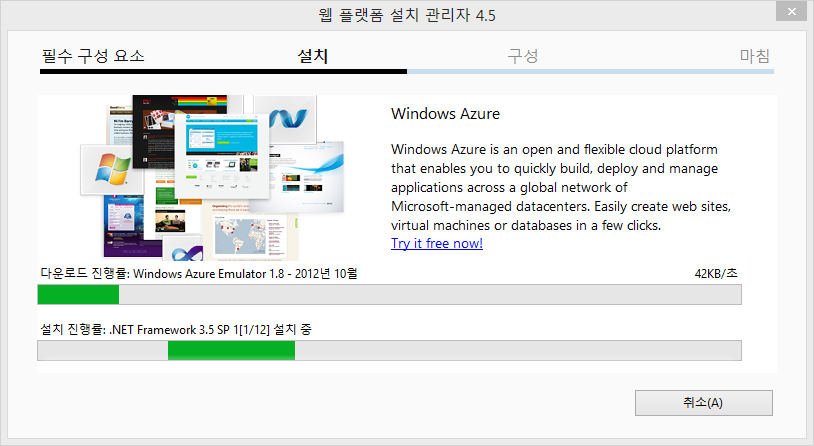 웹 플랫폼 설치 관리자 4.5
필수 구성 요소 설치 구성 마침
Windows Azure
Windows Azure is an open and flexible cloud platform
that enables you to quickly build, deploy and manage
applications across a global network of
Microsoft-managed datacenters. Easily create web sites,
virtual machines or databases in a few clicks.
Try it free now!
다운로드 진행률: Windows Azure Emulator 1.8 - 2012년 10월 42KB/초
설치 진행률: .NET Framework 3.5 SP 1[1/12] 설치 중
취소(A)